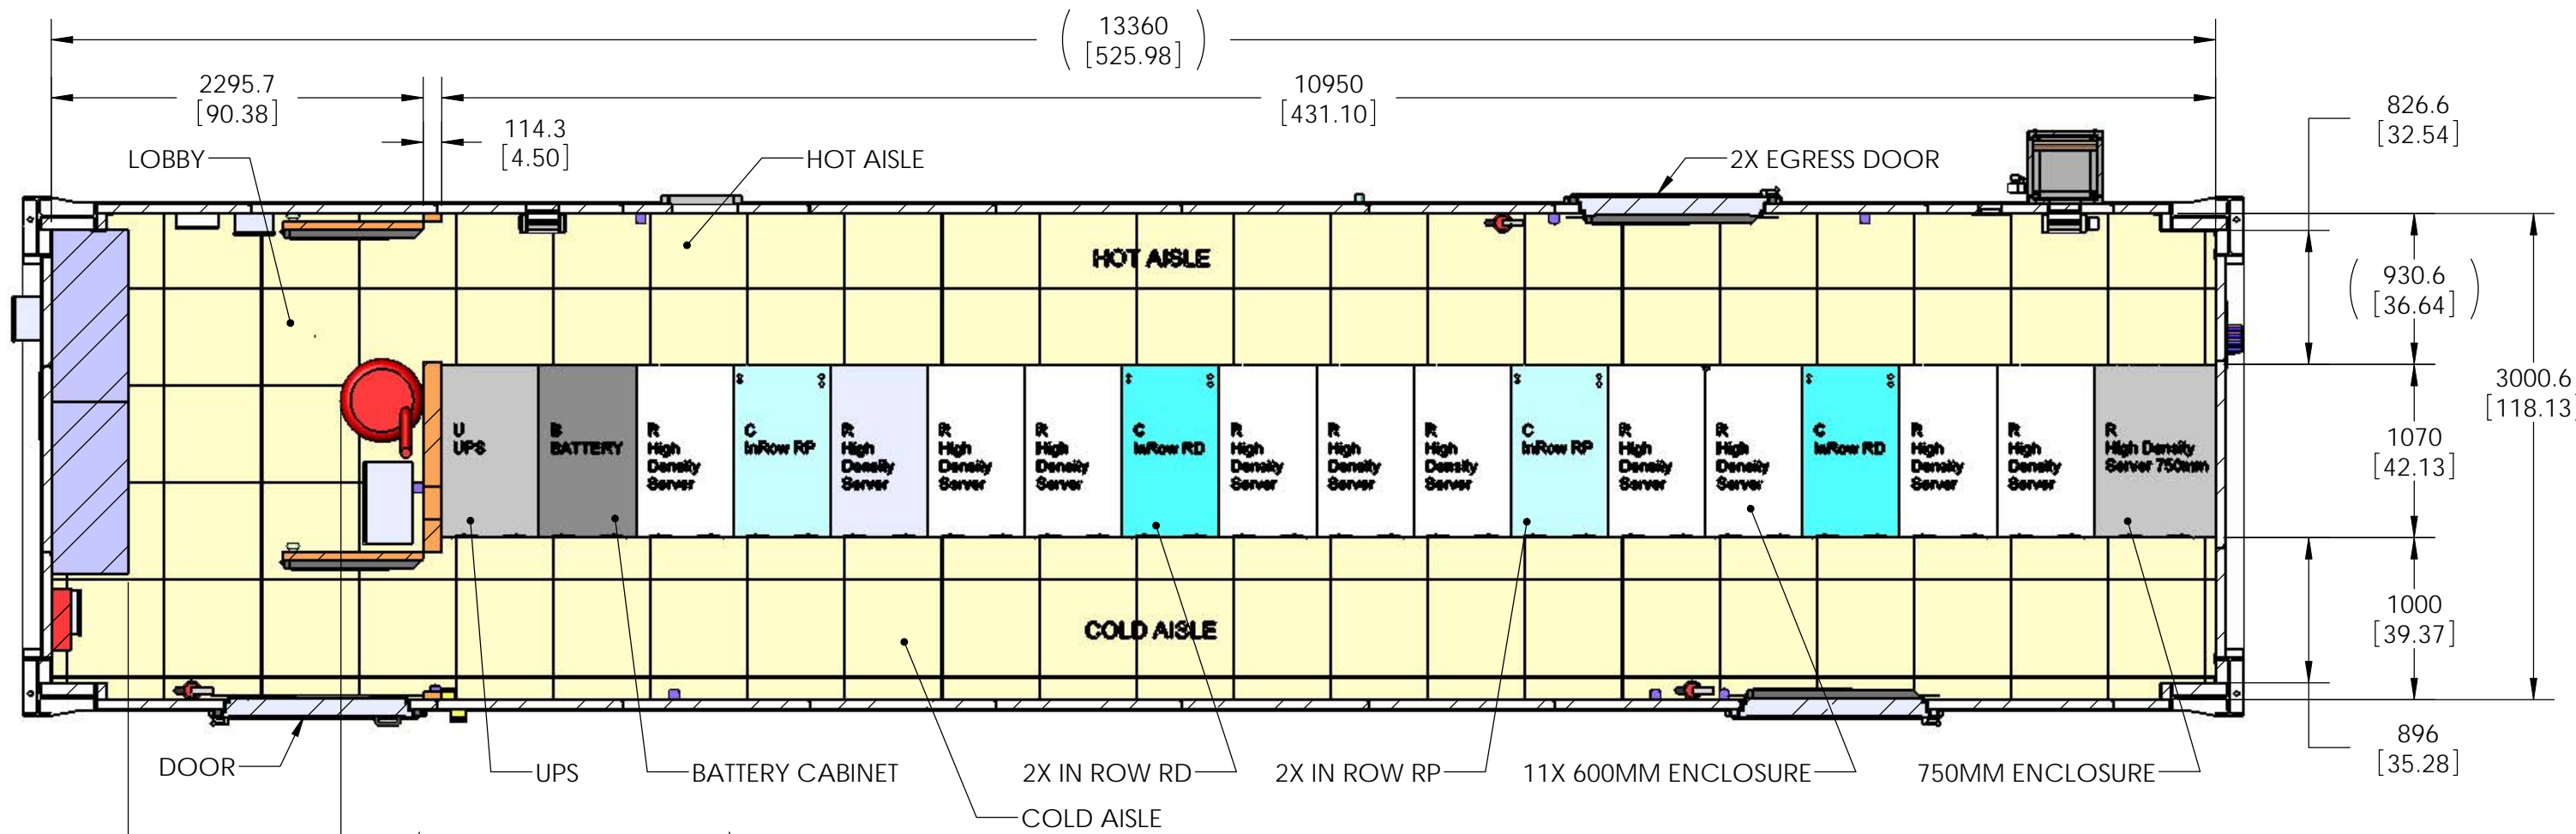 13360
[525.98]
2295.7
[90.38]
10950
[431.10]
114.3
[4.50]
826.6
[32.54]
LOBBY
HOT AISLE
2X EGRESS DOOR
HOT AISLE
930.6
[36.64]
3000.6
[118.13]
U
UPS
B
BATTERY
R
High
Density
Server
C
InRow RP
R
High
Density
Server
R
High
Density
Server
R
High
Density
Server
C
InRow RD
R
High
Density
Server
R
High
Density
Server
R
High
Density
Server
C
InRow RP
R
High
Density
Server
R
High
Density
Server
C
InRow RD
R
High
Density
Server
R
High
Density
Server
R
High Density
Server 750mm
1070
[42.13]
COLD AISLE
1000
[39.37]
896
[35.28]
DOOR
UPS
BATTERY CABINET
2X IN ROW RD
2X IN ROW RP
11X 600MM ENCLOSURE
750MM ENCLOSURE
COLD AISLE